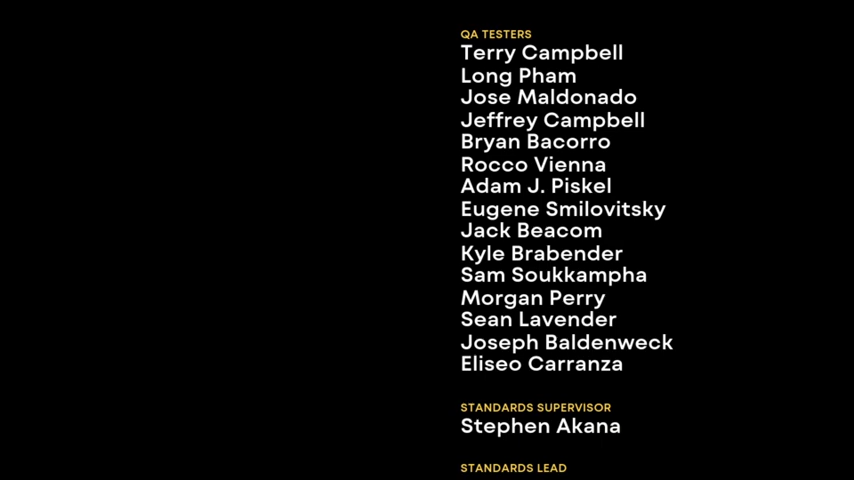 QA TESTERS
Terry Campbell
Long Pham
Jose Maldonado
Jeffrey Campbell
Bryan Bacorro
Rocco Vienna
Adam J. Piskel
Eugene Smilovitsky
Jack Beacom
Kyle Brabender
Sam Soukkampha
Morgan Perry
Sean Lavender
Joseph Baldenweck
Eliseo Carranza
STANDARDS SUPERVISOR
Stephen Akana
STANDARDS LEAD